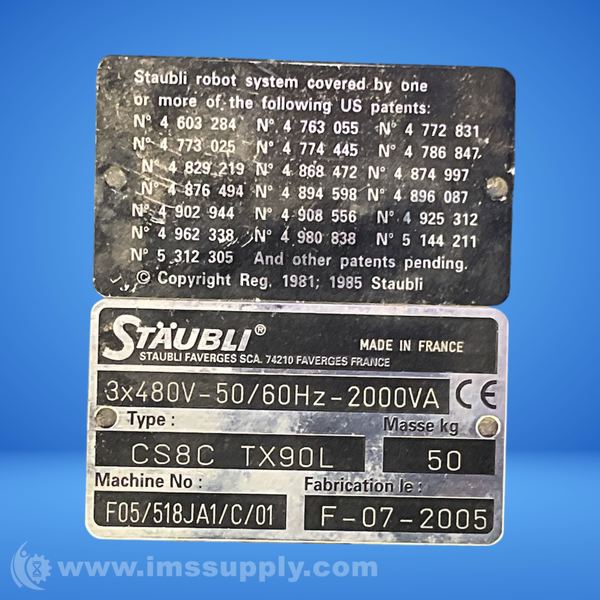 Staubli robot system covered by one
or more of the following US patents:
N° 4 603 284 N° 4 763 055 N° 4 772 831
N° 4 773 025 N° 4 774 445 N° 4 786 847
N° 4 829 219 N° 4 868 472 N° 4 874 997
N° 4 876 494 N° 4 894 598 N° 4 896 087
N° 4 902 944 N° 4 908 556 N° 4 925 312
N° 4 962 338 N° 4 980 838 N° 5 144 211
N° 5 312 305 And other patents pending.
© Copyright Reg. 1981; 1985 Staubli
STÄUBLI® MADE IN FRANCE
STAUBLI FAVERGES SCA. 74210 FAVERGES FRANCE
3x480V-50/60Hz-2000VA CE
Type : Masse kg
CS8C TX90L 50
Machine No : Fabrication le :
F05/518JA1/C/01 F-07-2005
www.imssupply.com